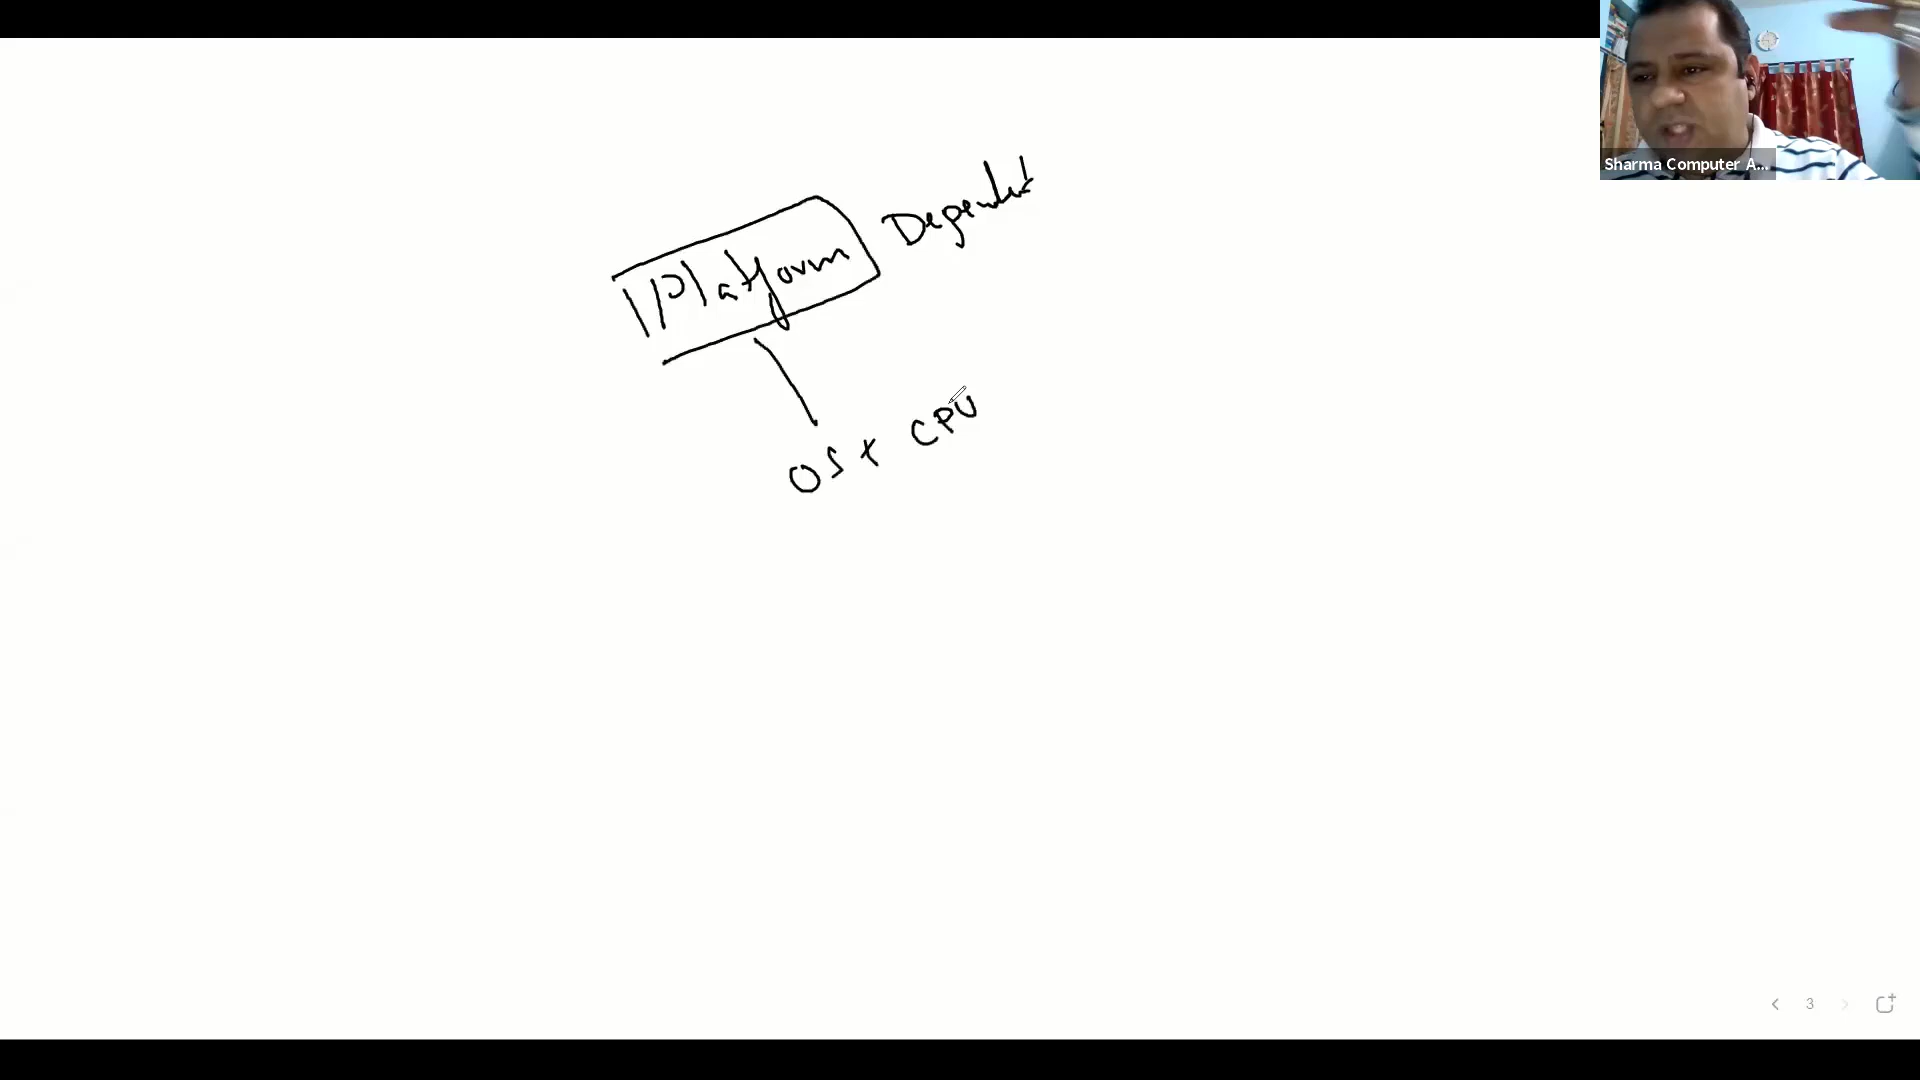 Sharma Computer A...
Platform Dependent
OS + CPU
3